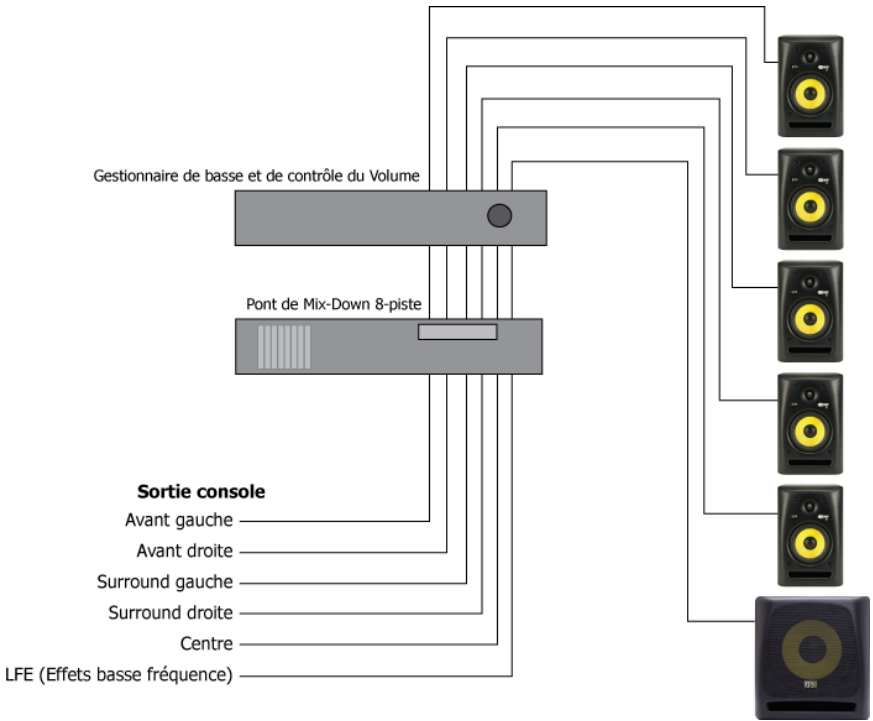 Gestionnaire de basse et de contrôle du Volume
Pont de Mix-Down 8-piste
Sortie console
Avant gauche
Avant droite
Surround gauche
Surround droite
Centre
LFE (Effets basse fréquence)